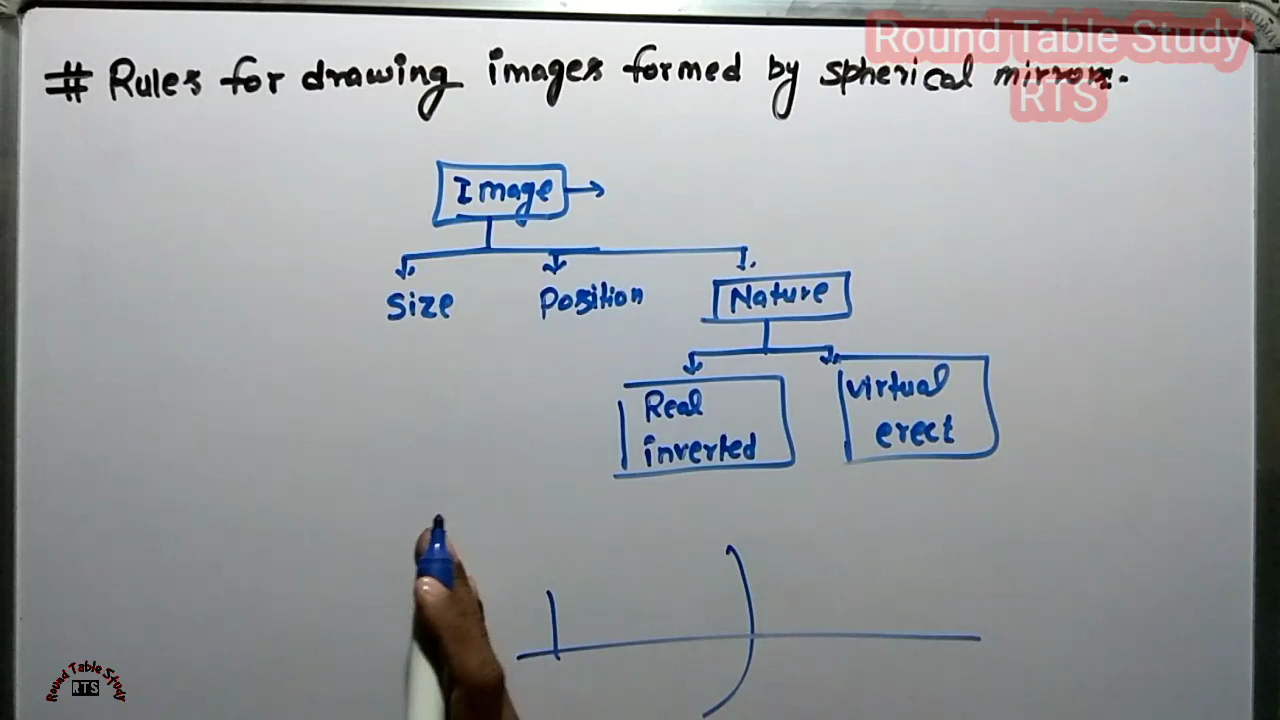 # Rules for drawing images formed by spherical mirrors.
Round Table Study
RTS
Image
Size
Position
Nature
Real
inverted
virtual
erect
Round Table Study
RTS